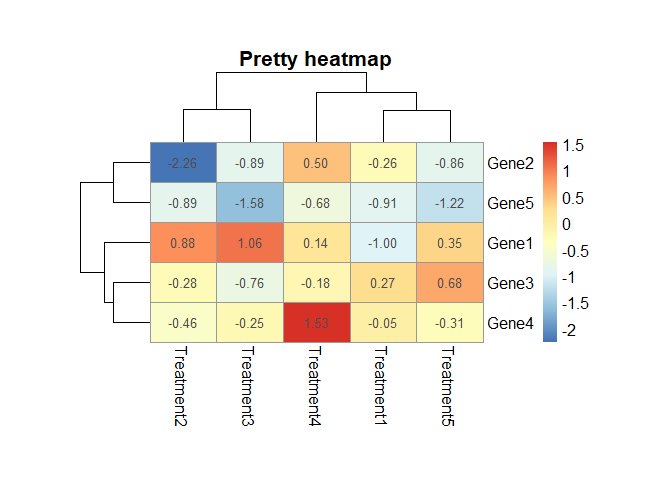 Pretty heatmap
-2.26 -0.89 0.50 -0.26 -0.86 Gene2
-0.89 -1.58 -0.68 -0.91 -1.22 Gene5
0.88 1.06 0.14 -1.00 0.35 Gene1
-0.28 -0.76 -0.18 0.27 0.68 Gene3
-0.46 -0.25 1.53 -0.05 -0.31 Gene4
Treatment2
Treatment3
Treatment4
Treatment1
Treatment5
1.5
1
0.5
0
-0.5
-1
-1.5
-2